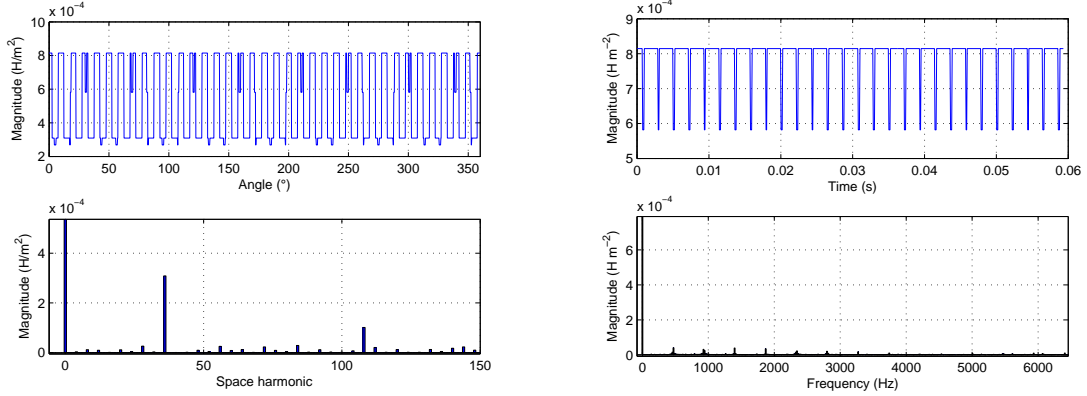 x 10⁻⁴
10
8
6
4
2
Magnitude (H/m²)
0 50 100 150 200 250 300 350
Angle (°)
x 10⁻⁴
9
8
7
6
5
Magnitude (H m⁻²)
0 0.01 0.02 0.03 0.04 0.05 0.06
Time (s)
x 10⁻⁴
4
2
0
Magnitude (H/m²)
0 50 100 150
Space harmonic
x 10⁻⁴
6
4
2
0
Magnitude (H m⁻²)
0 1000 2000 3000 4000 5000 6000
Frequency (Hz)